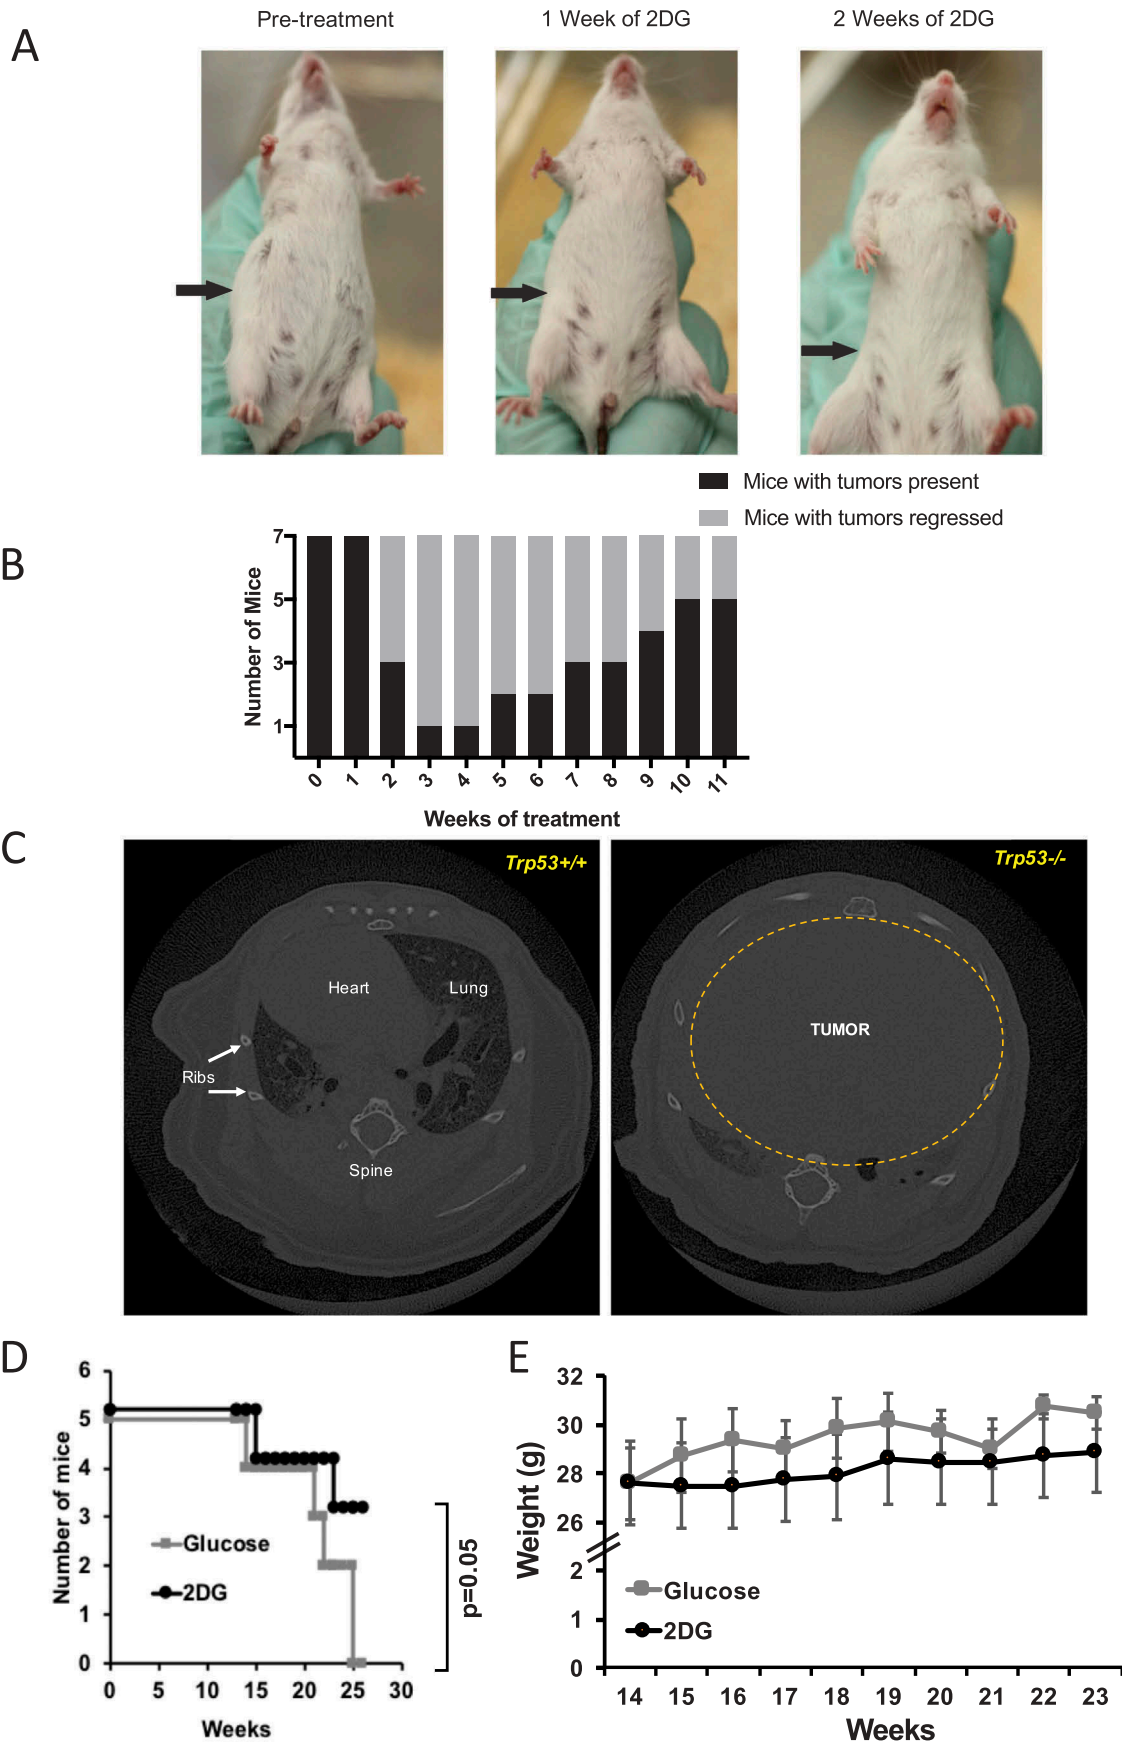 A
Pre-treatment
1 Week of 2DG
2 Weeks of 2DG
Mice with tumors present
Mice with tumors regressed
B
Number of Mice
7
5
3
1
0 1 2 3 4 5 6 7 8 9 10 11
Weeks of treatment
C
Trp53+/+
Heart
Lung
Ribs
Spine
Trp53-/-
TUMOR
D
Number of mice
6
5
4
3
2
1
0
Glucose
2DG
p=0.05
0 5 10 15 20 25 30
Weeks
E
Weight (g)
32
30
28
26
2
1
0
Glucose
2DG
14 15 16 17 18 19 20 21 22 23
Weeks